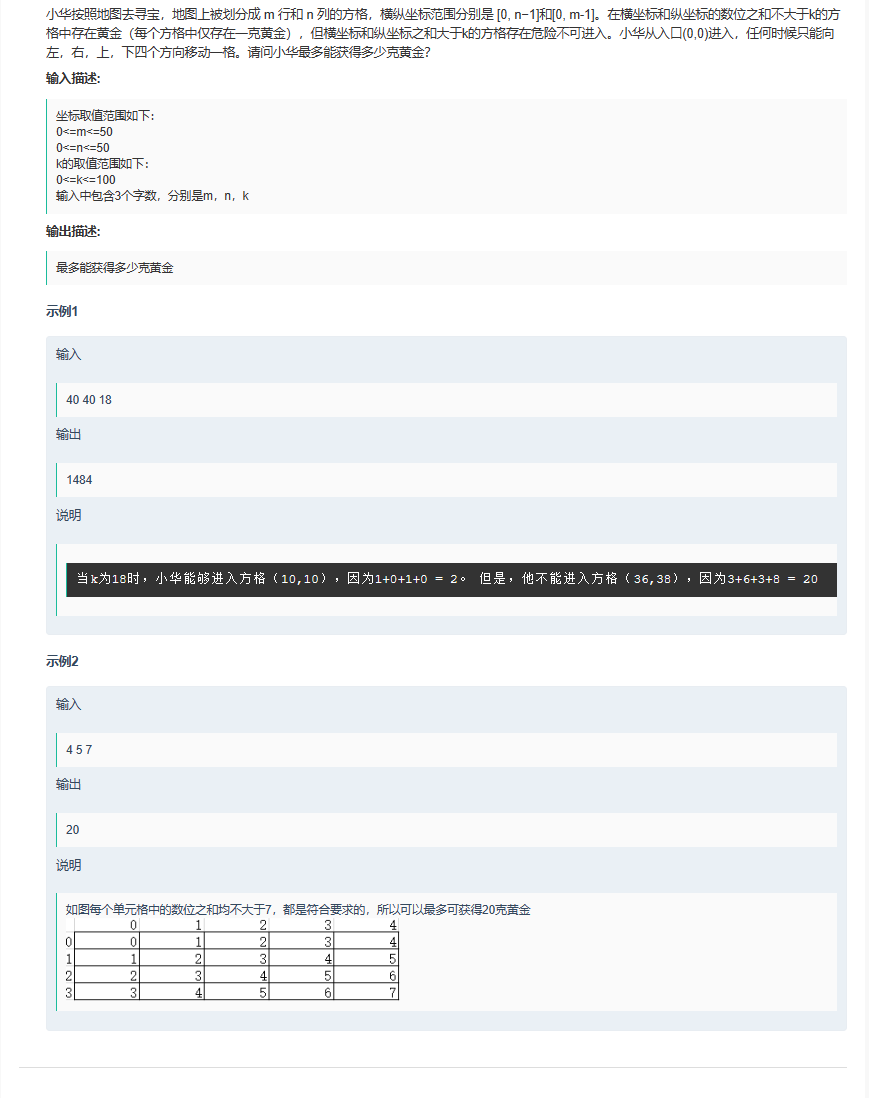 小华按照地图去寻宝，地图上被划分成 m 行和 n 列的方格，横纵坐标范围分别是 [0, n−1]和[0, m-1]。在横坐标和纵坐标的数位之和不大于k的方
格中存在黄金（每个方格中仅存在一克黄金），但横坐标和纵坐标之和大于k的方格存在危险不可进入。小华从入口(0,0)进入，任何时候只能向
左，右，上，下四个方向移动一格。请问小华最多能获得多少克黄金？
输入描述:
坐标取值范围如下：
0<=m<=50
0<=n<=50
k的取值范围如下：
0<=k<=100
输入中包含3个字数，分别是m，n，k
输出描述:
最多能获得多少克黄金
示例1
输入
40 40 18
输出
1484
说明
当k为18时，小华能够进入方格（10,10），因为1+0+1+0 = 2。 但是，他不能进入方格（36,38），因为3+6+3+8 = 20
示例2
输入
4 5 7
输出
20
说明
如图每个单元格中的数位之和均不大于7，都是符合要求的，所以可以最多可获得20克黄金
0 1 2 3 4
0 0 1 2 3 4
1 1 2 3 4 5
2 2 3 4 5 6
3 3 4 5 6 7